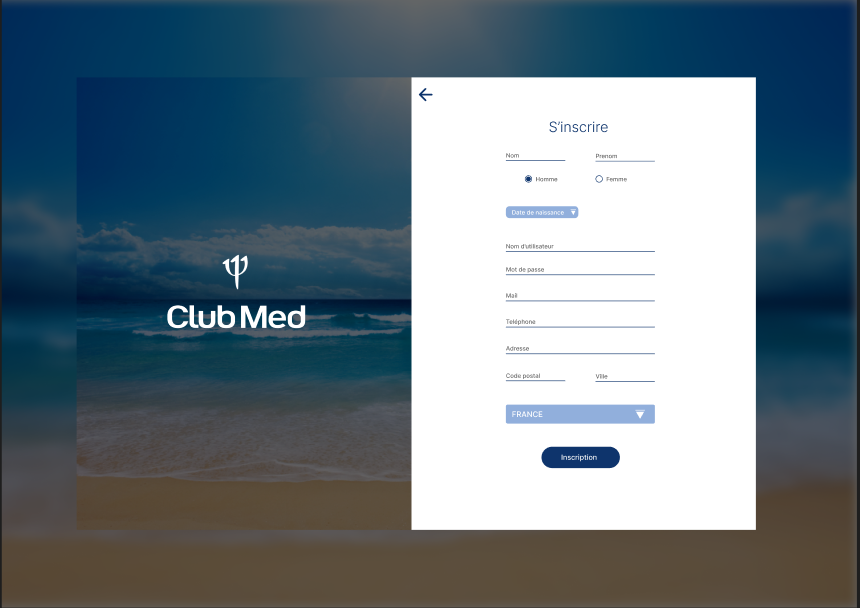 S'inscrire
Nom Prenom
Homme Femme
Date de naissance
Nom d'utilisateur
Mot de passe
Mail
Teléphone
Adresse
Code postal Ville
FRANCE
Inscription
Club Med